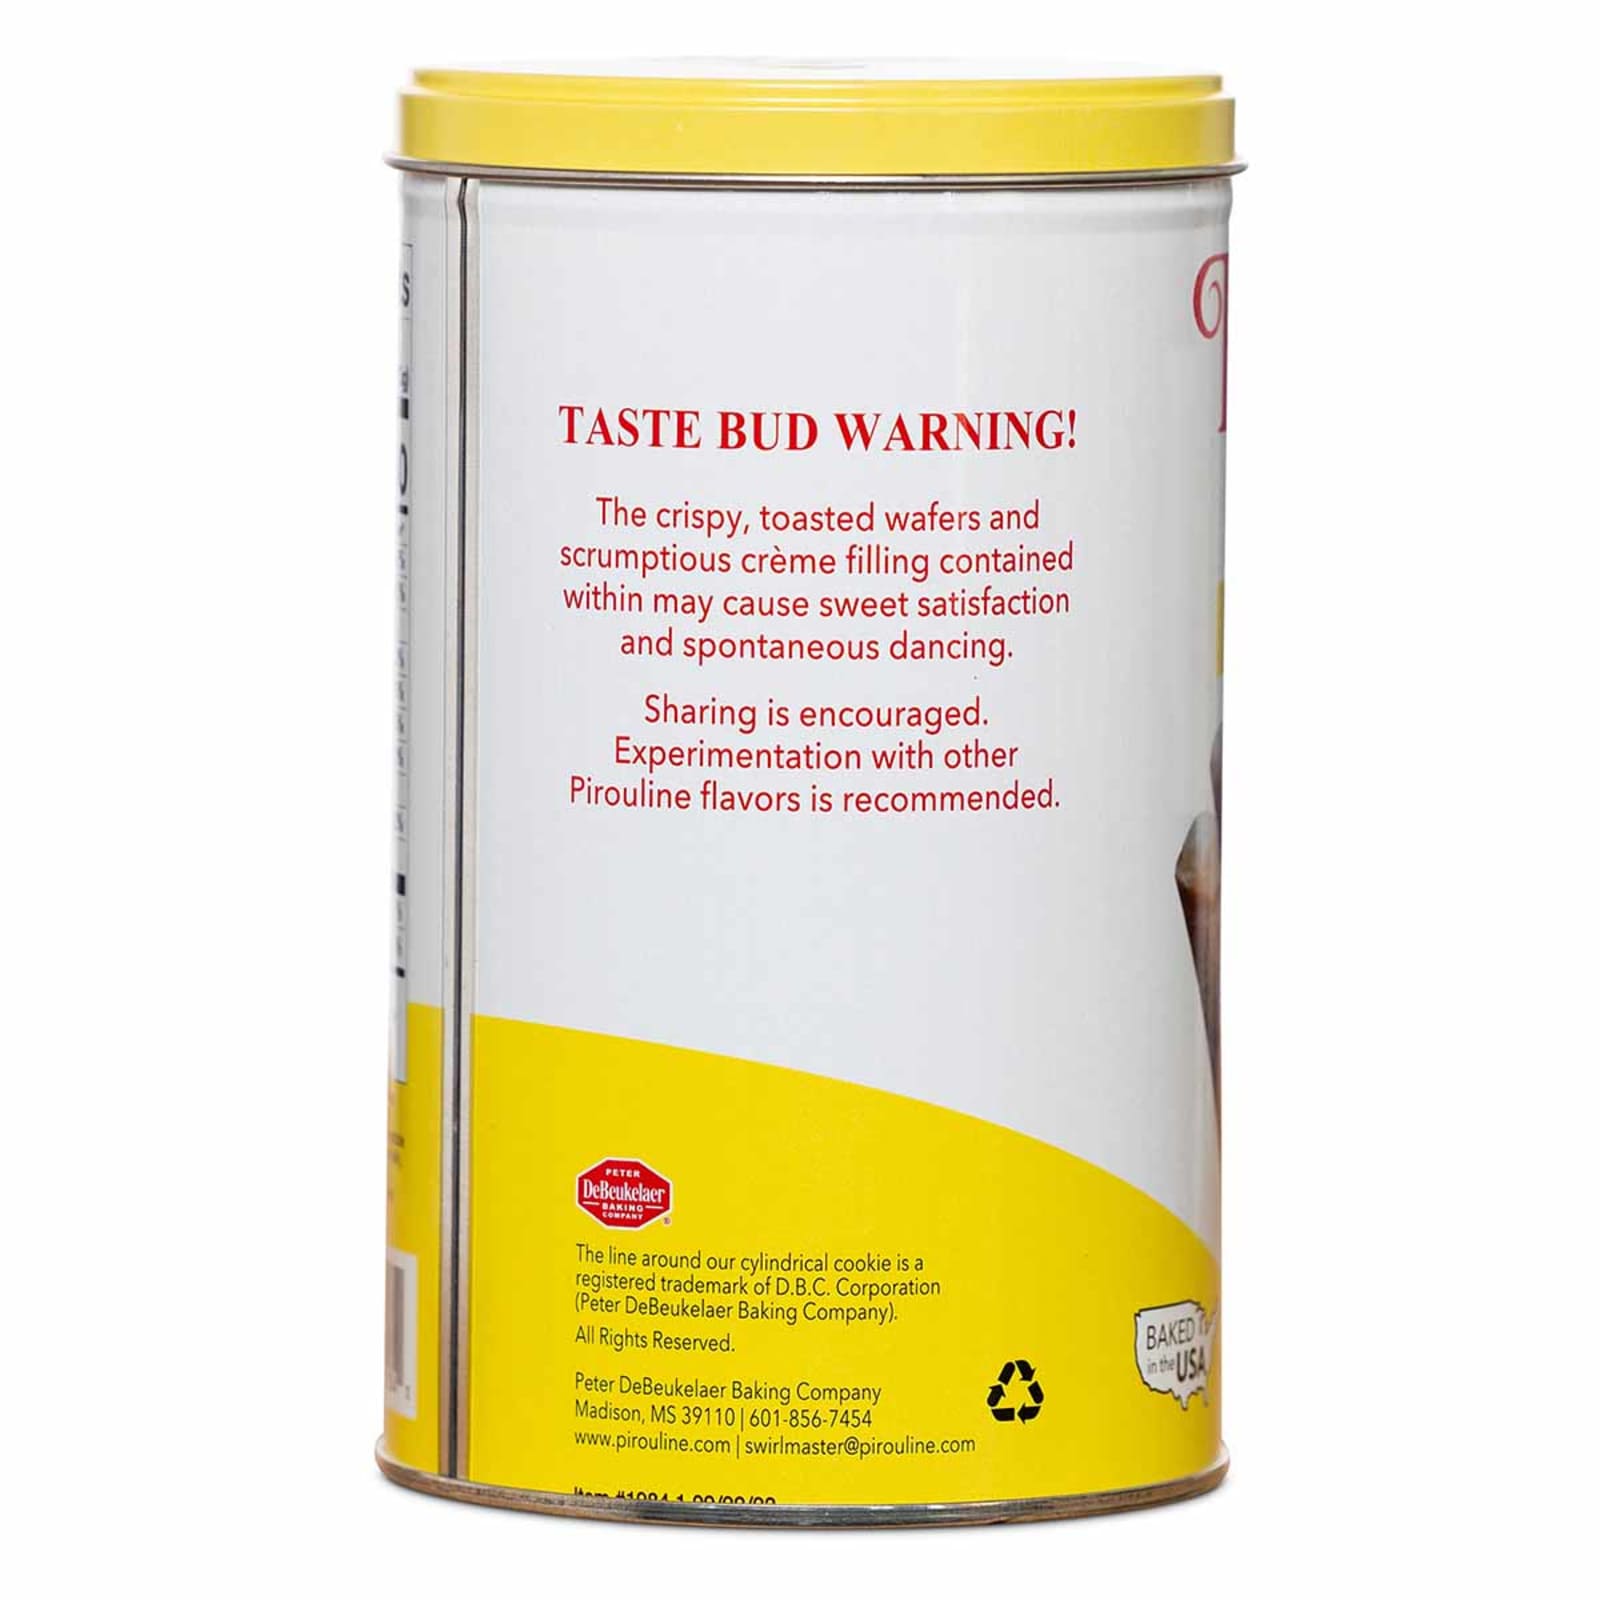 TASTE BUD WARNING!
The crispy, toasted wafers and
scrumptious crème filling contained
within may cause sweet satisfaction
and spontaneous dancing.
Sharing is encouraged.
Experimentation with other
Pirouline flavors is recommended.
PETER
DeBeukelaer
BAKING
COMPANY
®
The line around our cylindrical cookie is a
registered trademark of D.B.C. Corporation
(Peter DeBeukelaer Baking Company).
All Rights Reserved.
Peter DeBeukelaer Baking Company
Madison, MS 39110 | 601-856-7454
www.pirouline.com | swirlmaster@pirouline.com
BAKED
in the USA